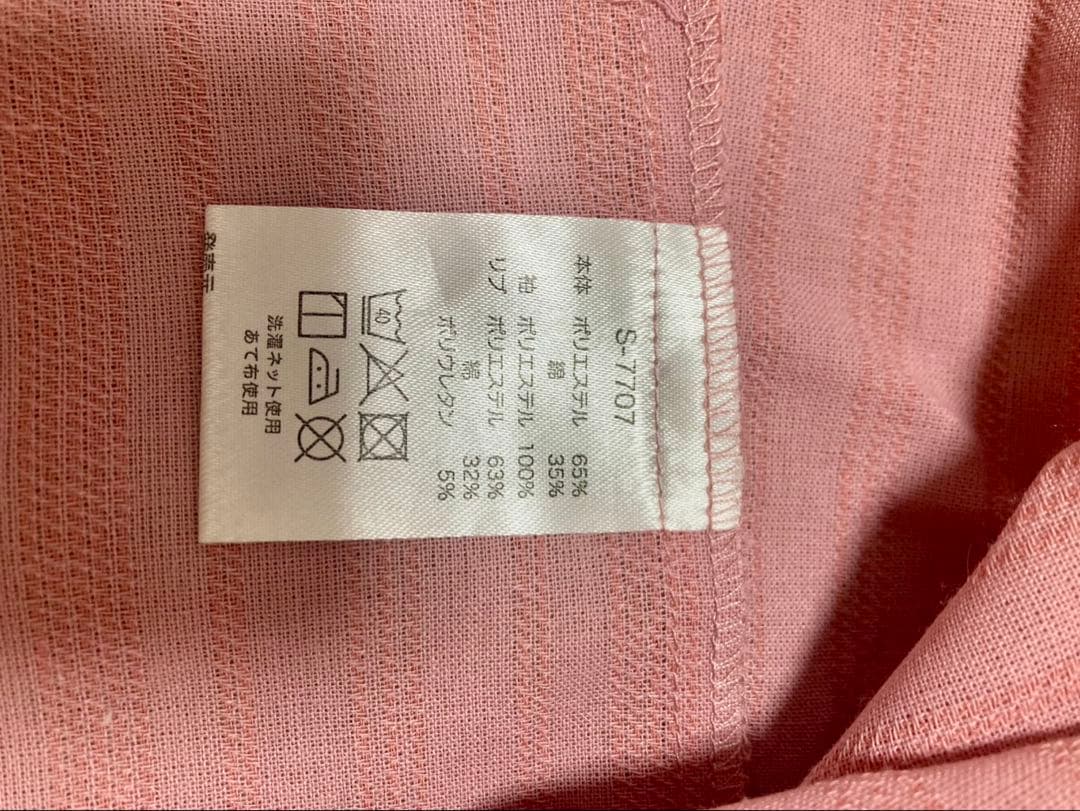 S-7707
本体 ポリエステル 65%
綿 35%
袖 ポリエステル 100%
リブ ポリエステル 63%
綿 32%
ポリウレタン 5%
40
洗濯ネット使用
あて布使用